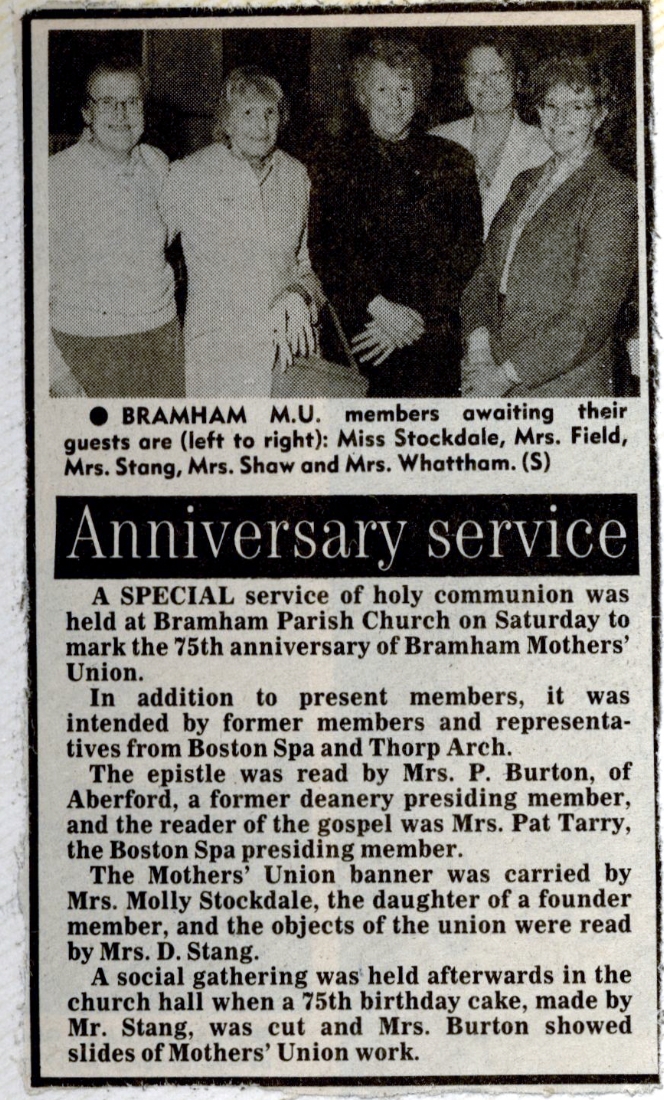 ● BRAMHAM M.U. members awaiting their
guests are (left to right): Miss Stockdale, Mrs. Field,
Mrs. Stang, Mrs. Shaw and Mrs. Whattham. (S)
Anniversary service
A SPECIAL service of holy communion was
held at Bramham Parish Church on Saturday to
mark the 75th anniversary of Bramham Mothers'
Union.
In addition to present members, it was
intended by former members and representa-
tives from Boston Spa and Thorp Arch.
The epistle was read by Mrs. P. Burton, of
Aberford, a former deanery presiding member,
and the reader of the gospel was Mrs. Pat Tarry,
the Boston Spa presiding member.
The Mothers' Union banner was carried by
Mrs. Molly Stockdale, the daughter of a founder
member, and the objects of the union were read
by Mrs. D. Stang.
A social gathering was held afterwards in the
church hall when a 75th birthday cake, made by
Mr. Stang, was cut and Mrs. Burton showed
slides of Mothers' Union work.